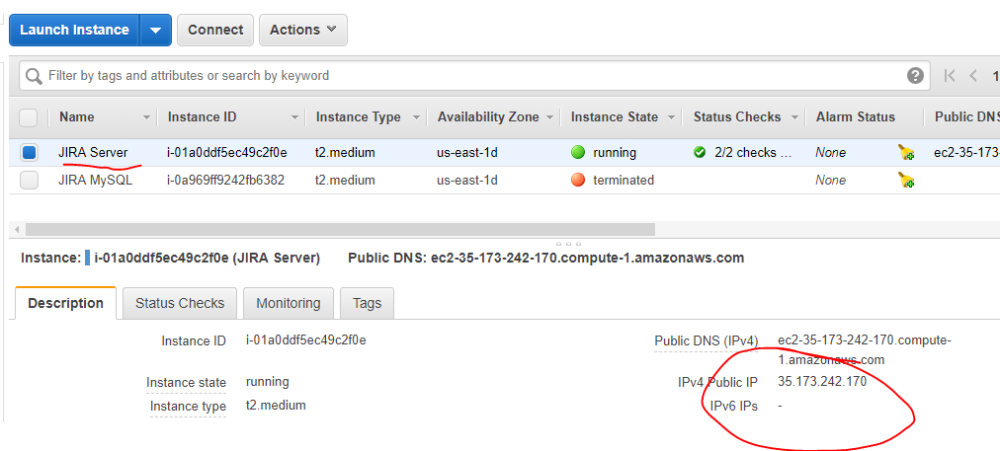 Launch Instance Connect Actions
Filter by tags and attributes or search by keyword 1
Name Instance ID Instance Type Availability Zone Instance State Status Checks Alarm Status Public DNS
JIRA Server i-01a0ddf5ec49c2f0e t2.medium us-east-1d running 2/2 checks ... None ec2-35-173-
JIRA MySQL i-0a969ff9242fb6382 t2.medium us-east-1d terminated None
Instance: i-01a0ddf5ec49c2f0e (JIRA Server) Public DNS: ec2-35-173-242-170.compute-1.amazonaws.com
Description Status Checks Monitoring Tags
Instance ID i-01a0ddf5ec49c2f0e Public DNS (IPv4) ec2-35-173-242-170.compute-
1.amazonaws.com
Instance state running IPv4 Public IP 35.173.242.170
Instance type t2.medium IPv6 IPs -